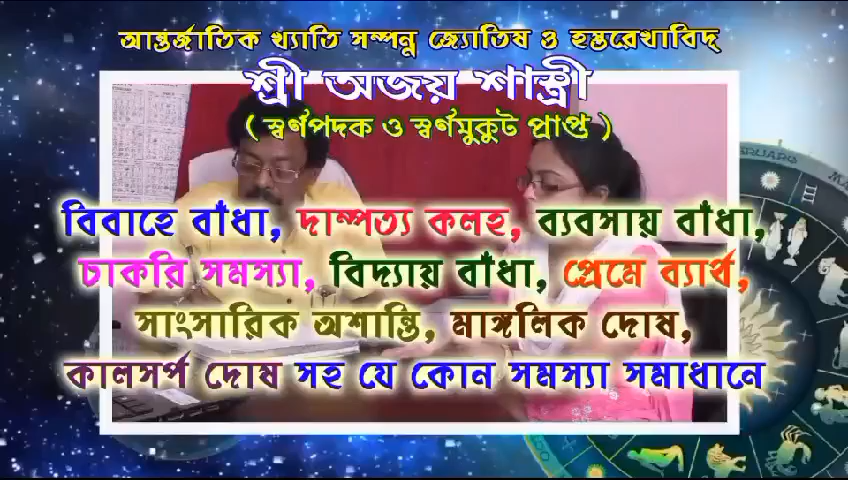 আন্তর্জাতিক খ্যাতি সম্পন্ন জ্যোতিষ ও হস্তরেখাবিদ্
শ্রী অজয় শাস্ত্রী
( স্বর্ণপদক ও স্বর্ণমুকুট প্রাপ্ত )
বিবাহে বাঁধা, দাম্পত্য কলহ, ব্যবসায় বাঁধা,
চাকরি সমস্যা, বিদ্যায় বাঁধা, প্রেমে ব্যার্থ,
সাংসারিক অশান্তি, মাঙ্গলিক দোষ,
কালসর্প দোষ সহ যে কোন সমস্যা সমাধানে